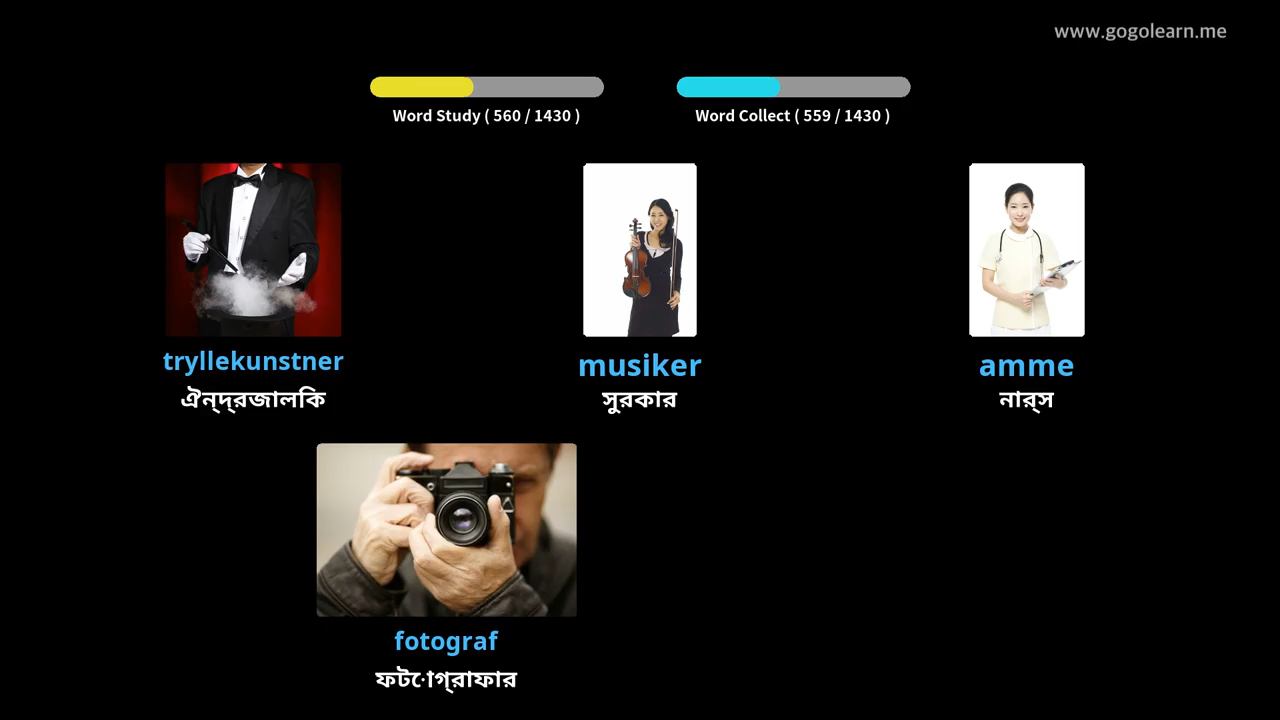 www.gogolearn.me
Word Study ( 560 / 1430 )
Word Collect ( 559 / 1430 )
tryllekunstner
musiker
amme
ঐন্দ্রজালিক
সুরকার
নার্স
fotograf
ফটোগ্রাফার